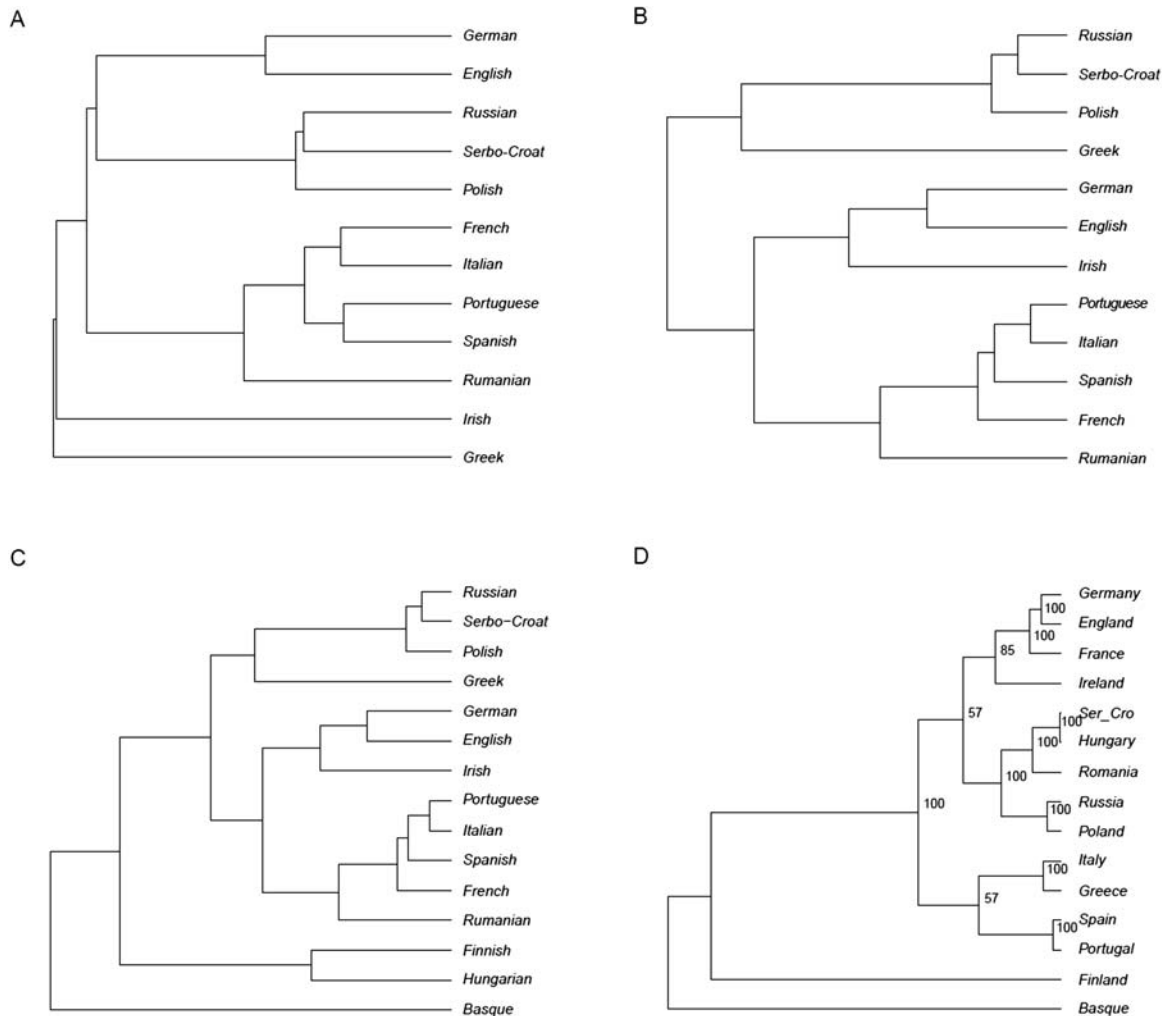 A
German
English
Russian
Serbo-Croat
Polish
French
Italian
Portuguese
Spanish
Rumanian
Irish
Greek
B
Russian
Serbo-Croat
Polish
Greek
German
English
Irish
Portuguese
Italian
Spanish
French
Rumanian
C
Russian
Serbo−Croat
Polish
Greek
German
English
Irish
Portuguese
Italian
Spanish
French
Rumanian
Finnish
Hungarian
Basque
D
Germany
100
England
100
France
85
Ireland
57
Ser_Cro
100
Hungary
100
Romania
100
Russia
100
Poland
100
Italy
100
Greece
57
Spain
100
Portugal
Finland
Basque